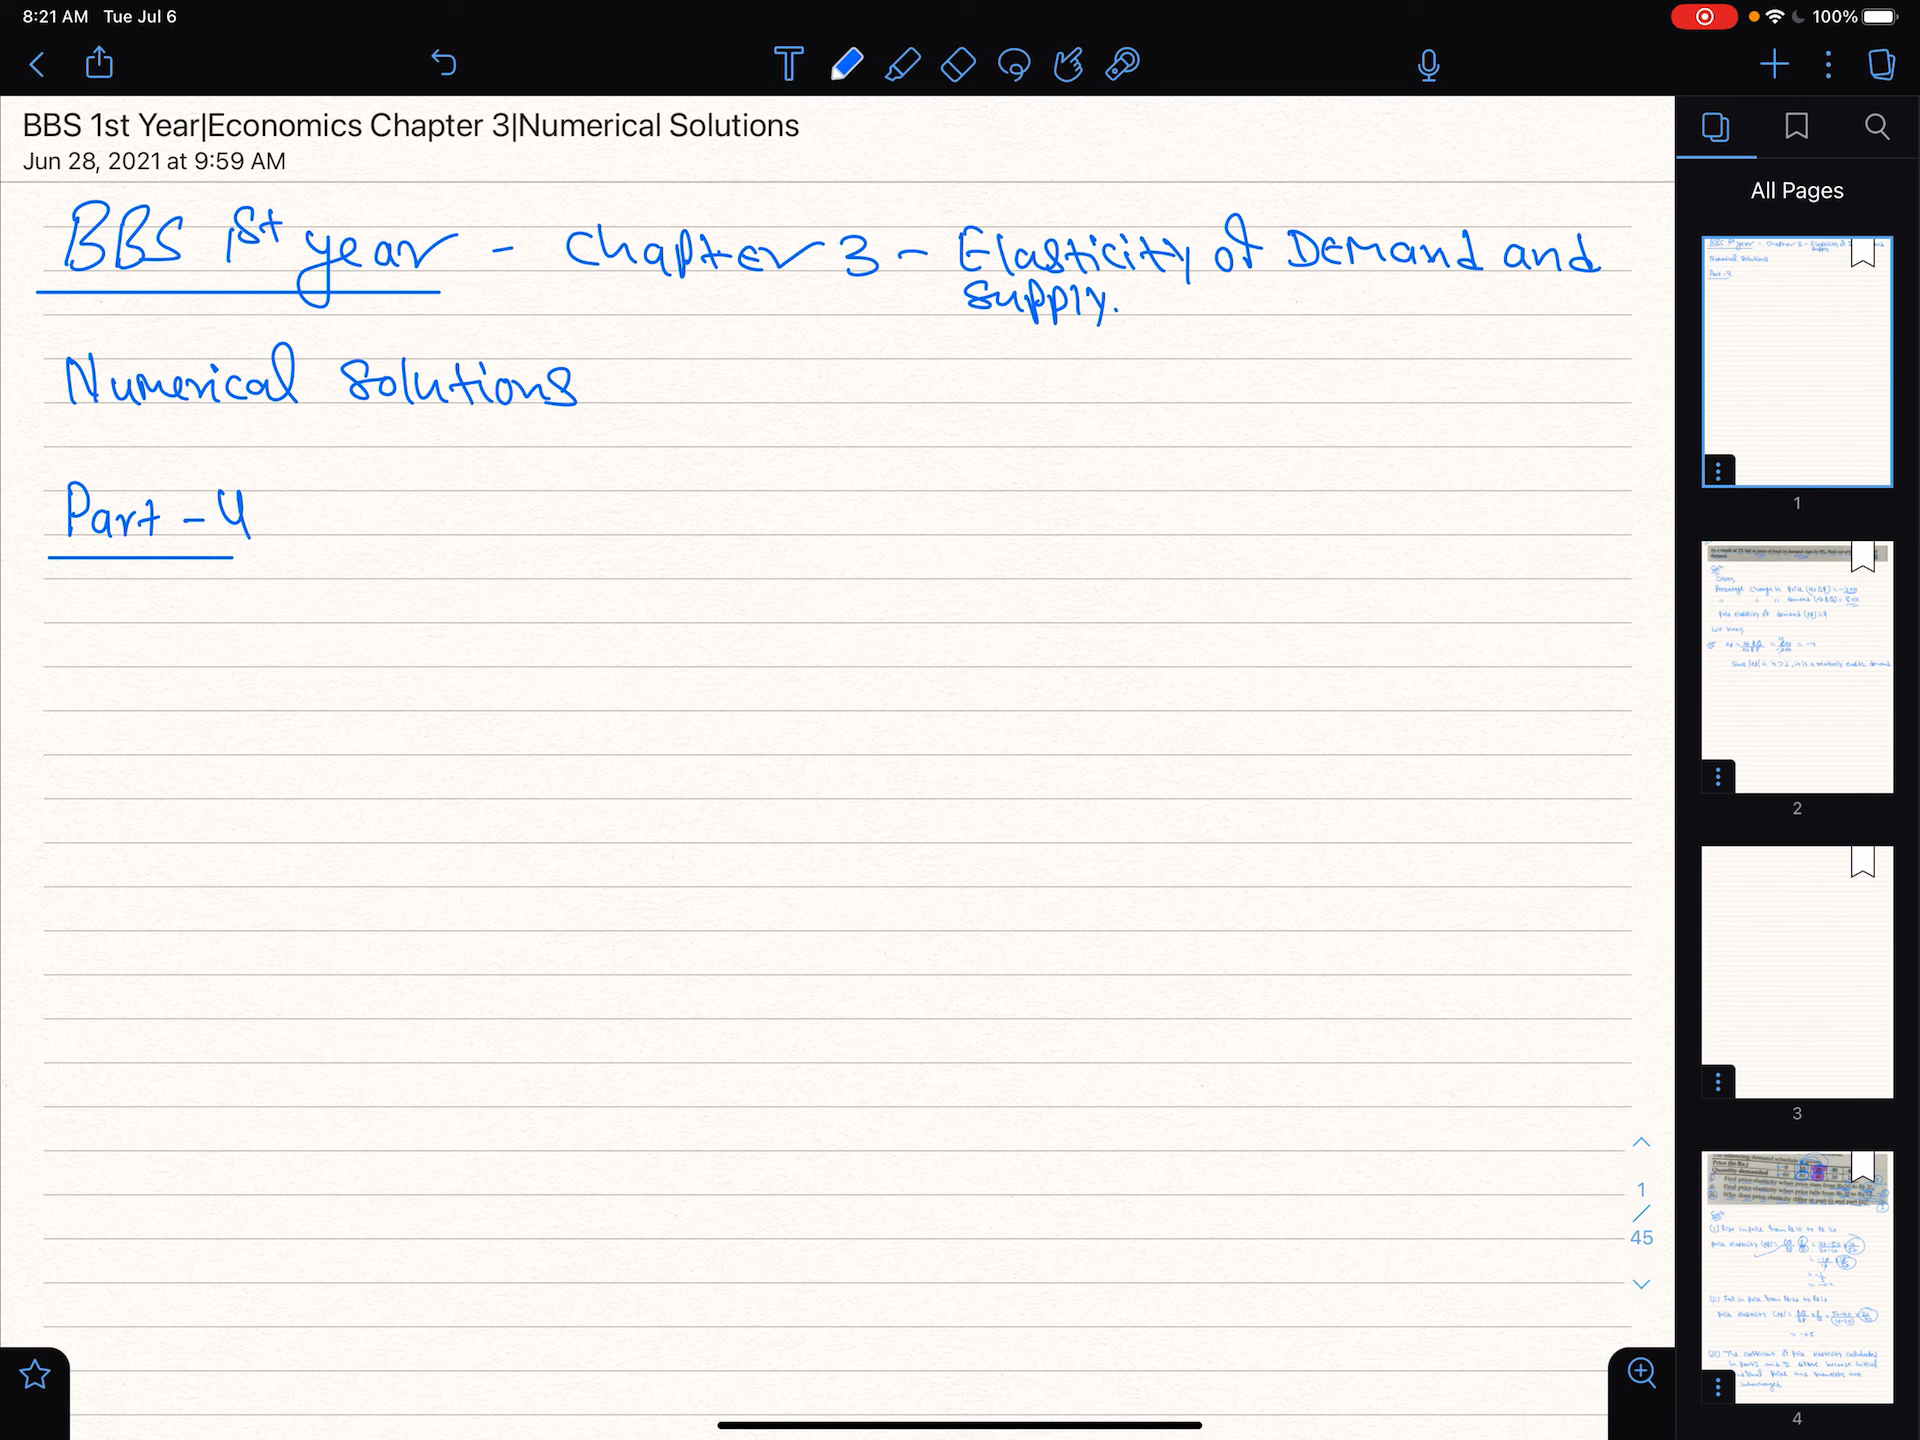 8:21 AM Tue Jul 6
100%
BBS 1st Year|Economics Chapter 3|Numerical Solutions
Jun 28, 2021 at 9:59 AM
BBS 1st year - Chapter 3 - Elasticity of Demand and
supply.
Numerical Solutions
Part - 4
1
/
45
All Pages
1
2
3
4